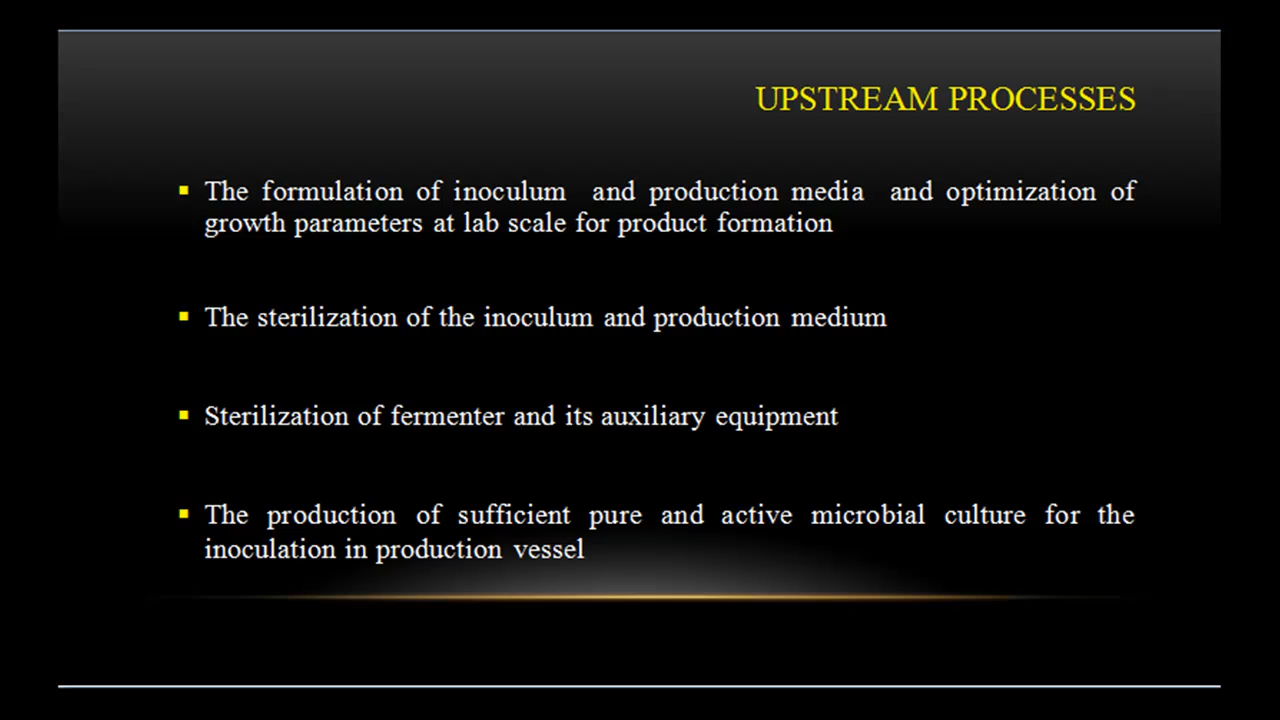 UPSTREAM PROCESSES
▪ The formulation of inoculum and production media and optimization of
growth parameters at lab scale for product formation
▪ The sterilization of the inoculum and production medium
▪ Sterilization of fermenter and its auxiliary equipment
▪ The production of sufficient pure and active microbial culture for the
inoculation in production vessel